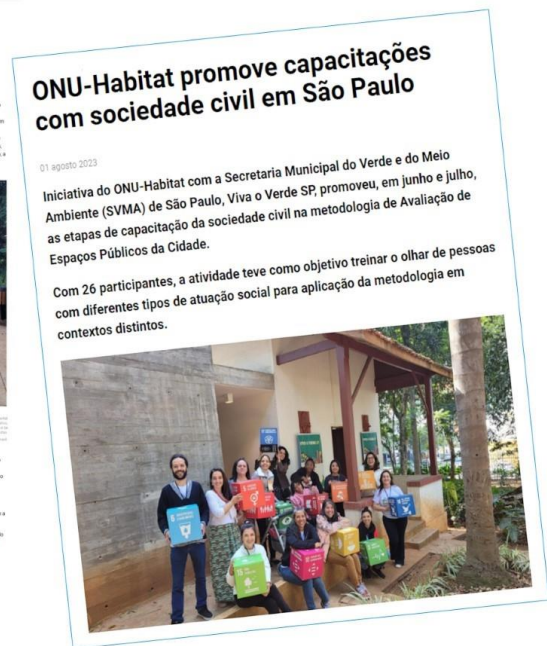 ONU-Habitat promove capacitações
com sociedade civil em São Paulo
01 agosto 2023
Iniciativa do ONU-Habitat com a Secretaria Municipal do Verde e do Meio
Ambiente (SVMA) de São Paulo, Viva o Verde SP, promoveu, em junho e julho,
as etapas de capacitação da sociedade civil na metodologia de Avaliação de
Espaços Públicos da Cidade.
Com 26 participantes, a atividade teve como objetivo treinar o olhar de pessoas
com diferentes tipos de atuação social para aplicação da metodologia em
contextos distintos.